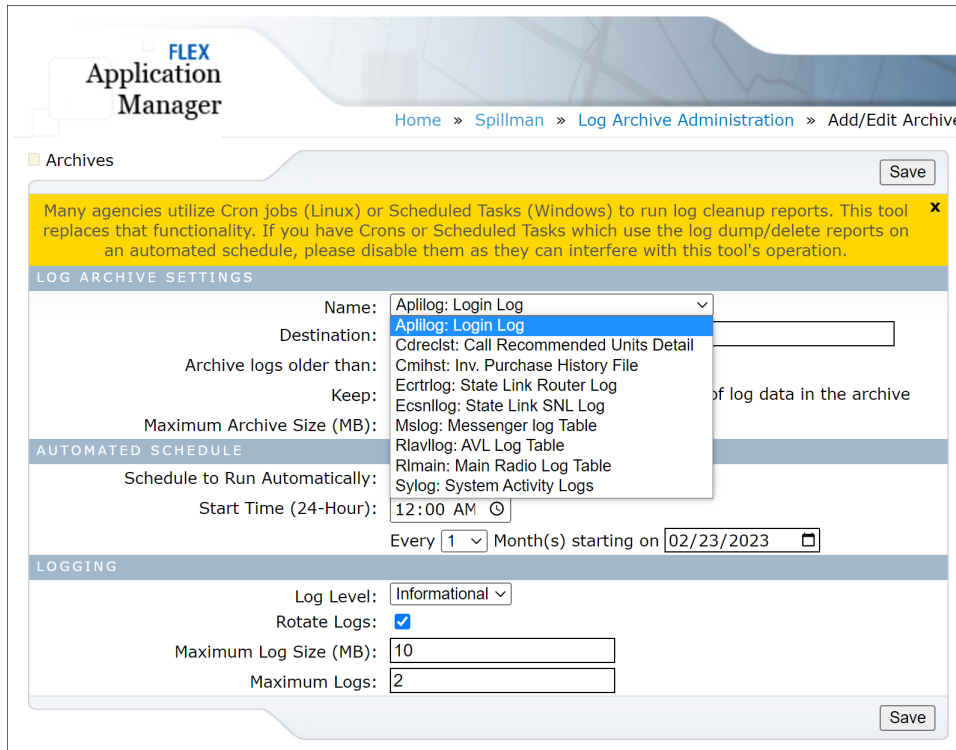 FLEX
Application
Manager
Home » Spillman » Log Archive Administration » Add/Edit Archive
Archives
Save
Many agencies utilize Cron jobs (Linux) or Scheduled Tasks (Windows) to run log cleanup reports. This tool x
replaces that functionality. If you have Crons or Scheduled Tasks which use the log dump/delete reports on
an automated schedule, please disable them as they can interfere with this tool's operation.
LOG ARCHIVE SETTINGS
Name: Aplilog: Login Log
Aplilog: Login Log
Destination:
Cdreclst: Call Recommended Units Detail
Archive logs older than: Cmihst: Inv. Purchase History File
Ecrtrlog: State Link Router Log
Keep: of log data in the archive
Ecsnllog: State Link SNL Log
Maximum Archive Size (MB): Mslog: Messenger log Table
AUTOMATED SCHEDULE
Rlavllog: AVL Log Table
Rlmain: Main Radio Log Table
Schedule to Run Automatically: Sylog: System Activity Logs
Start Time (24-Hour): 12:00 AM
Every 1 Month(s) starting on 02/23/2023
LOGGING
Log Level: Informational
Rotate Logs:
Maximum Log Size (MB): 10
Maximum Logs: 2
Save